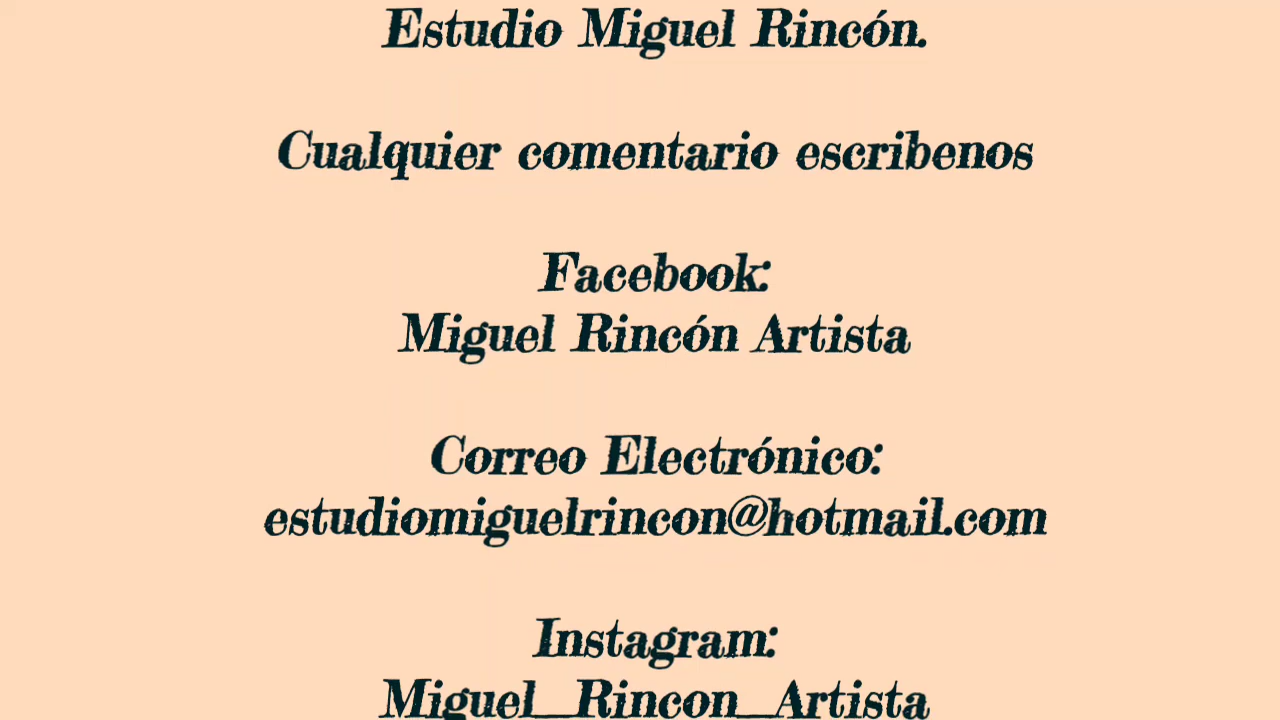 Estudio Miguel Rincón.
Cualquier comentario escribenos
Facebook:
Miguel Rincón Artista
Correo Electrónico:
estudiomiguelrincon@hotmail.com
Instagram:
Miguel_Rincon_Artista